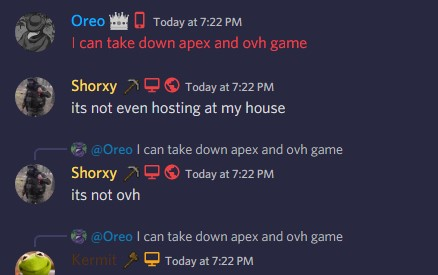 Oreo Today at 7:22 PM
I can take down apex and ovh game
Shorxy Today at 7:22 PM
its not even hosting at my house
@Oreo I can take down apex and ovh game
Shorxy Today at 7:22 PM
its not ovh
@Oreo I can take down apex and ovh game
Kermit Today at 7:22 PM